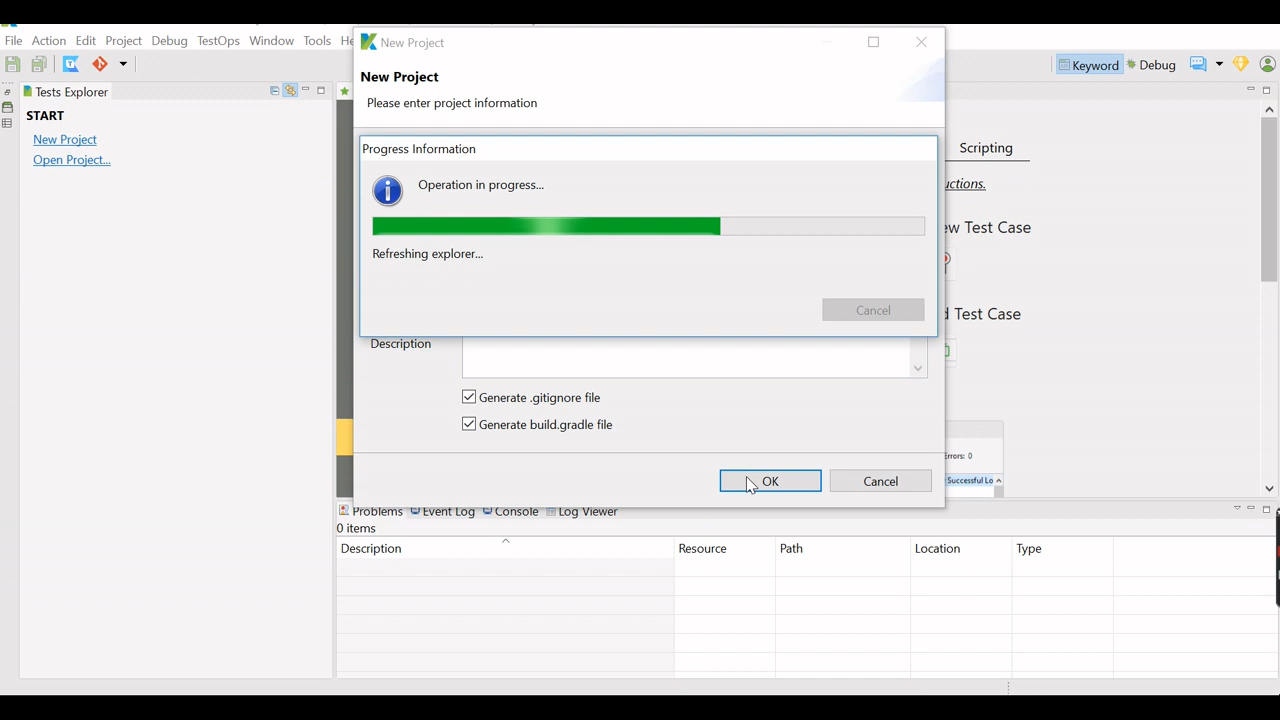 File Action Edit Project Debug TestOps Window Tools
New Project
Keyword Debug
Tests Explorer
START
New Project
Open Project...
New Project
Please enter project information
Progress Information
Operation in progress...
Refreshing explorer...
Cancel
Description
Generate .gitignore file
Generate build.gradle file
OK Cancel
Scripting
uctions.
ew Test Case
d Test Case
Errors: 0
Successful Lo
Problems Event Log Console Log Viewer
0 items
Description Resource Path Location Type